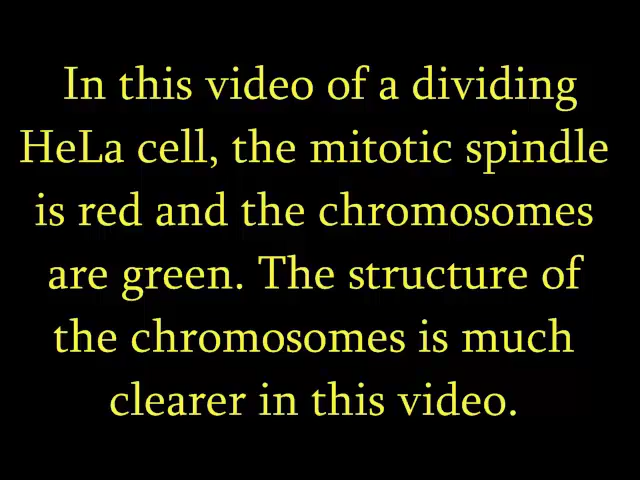 In this video of a dividing
HeLa cell, the mitotic spindle
is red and the chromosomes
are green. The structure of
the chromosomes is much
clearer in this video.